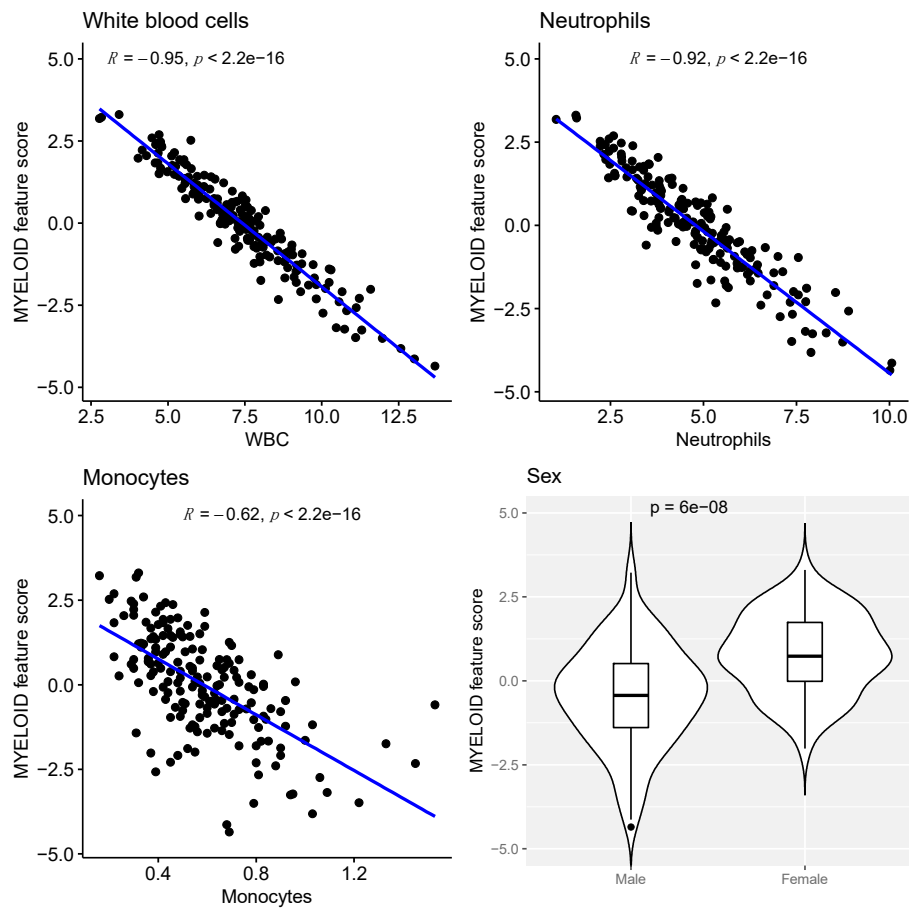 White blood cells
R = −0.95, p < 2.2e−16
MYELOID feature score
5.0
2.5
0.0
−2.5
−5.0
2.5 5.0 7.5 10.0 12.5
WBC
Neutrophils
R = −0.92, p < 2.2e−16
MYELOID feature score
5.0
2.5
0.0
−2.5
−5.0
2.5 5.0 7.5 10.0
Neutrophils
Monocytes
R = −0.62, p < 2.2e−16
MYELOID feature score
5.0
2.5
0.0
−2.5
−5.0
0.4 0.8 1.2
Monocytes
Sex
p = 6e−08
MYELOID feature score
5.0
2.5
0.0
−2.5
−5.0
Male Female